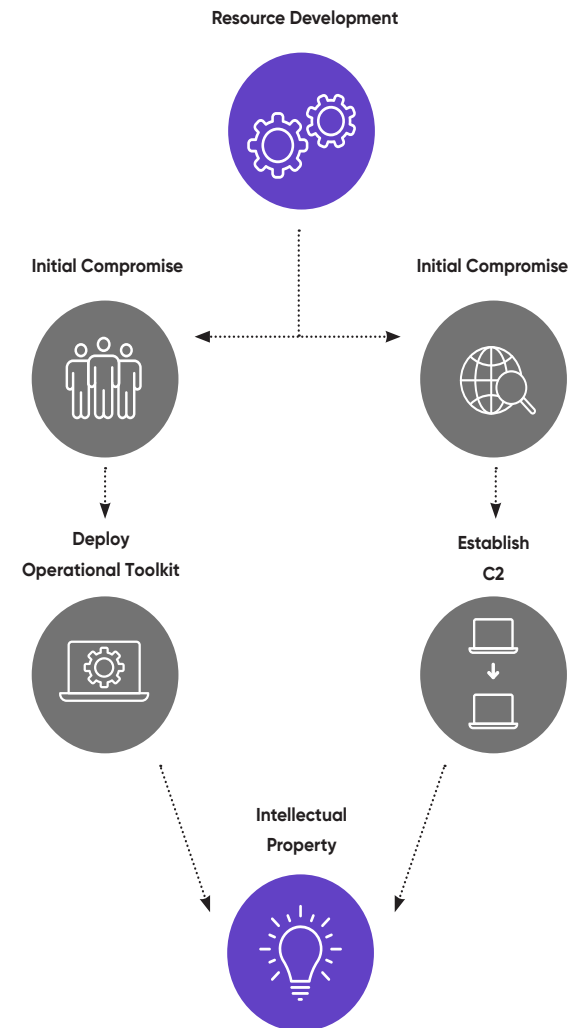 Resource Development
Initial Compromise
Initial Compromise
Deploy
Operational Toolkit
Establish
C2
Intellectual
Property